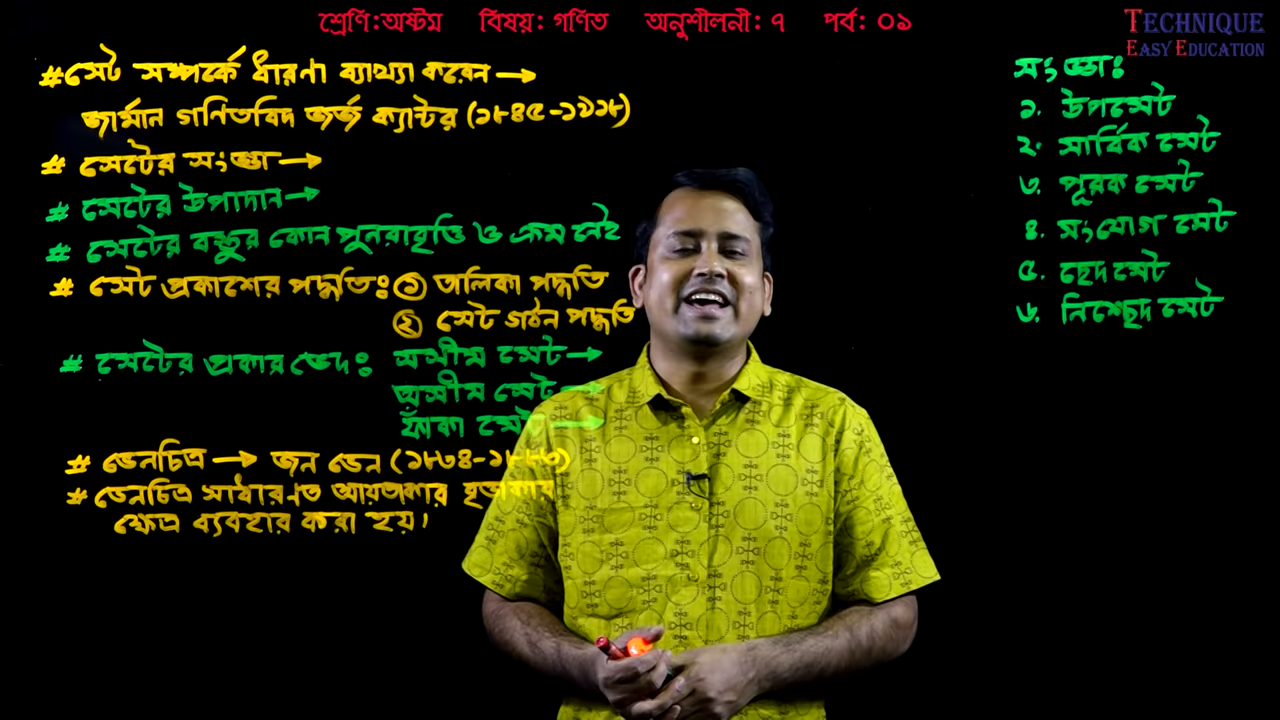 শ্রেণি:অষ্টম বিষয়: গণিত অনুশীলনী: ৭ পর্ব: ০১
TECHNIQUE
EASY EDUCATION
#সেট সম্পর্কে ধারণা ব্যাখ্যা করেন →
জার্মান গণিতবিদ জর্জ ক্যান্টর (১৮৪৫-১৯১৮)
# সেটের সংজ্ঞা →
# সেটের উপাদান →
# সেটের বস্তুর কোন পুনরাবৃত্তি ও ক্রম নেই
# সেট প্রকাশের পদ্ধতিঃ ① তালিকা পদ্ধতি
② সেট গঠন পদ্ধতি
# সেটের প্রকারভেদঃ সসীম সেট →
অসীম সেট →
ফাঁকা সেট →
# ভেনচিত্র → জন ভেন (১৮৩৪-১৮৮৩)
# ভেনচিত্র সাধারণত আয়তাকার বৃত্তাকার
ক্ষেত্র ব্যবহার করা হয়।
সংজ্ঞাঃ
১. উপসেট
২. সার্বিক সেট
৩. পূরক সেট
৪. সংযোগ সেট
৫. ছেদ সেট
৬. নিশ্ছেদ সেট